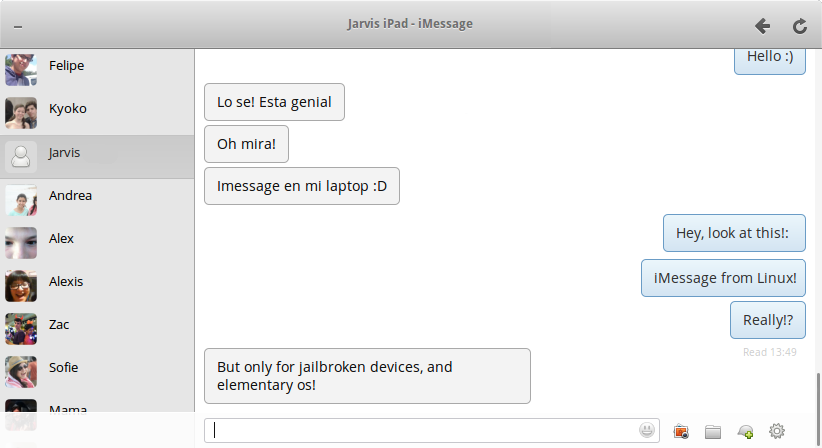 Jarvis iPad - iMessage
Felipe
Kyoko
Jarvis
Andrea
Alex
Alexis
Zac
Sofie
Mama
Hello :)
Lo se! Esta genial
Oh mira!
Imessage en mi laptop :D
Hey, look at this!:
iMessage from Linux!
Really!?
Read 13:49
But only for jailbroken devices, and
elementary os!